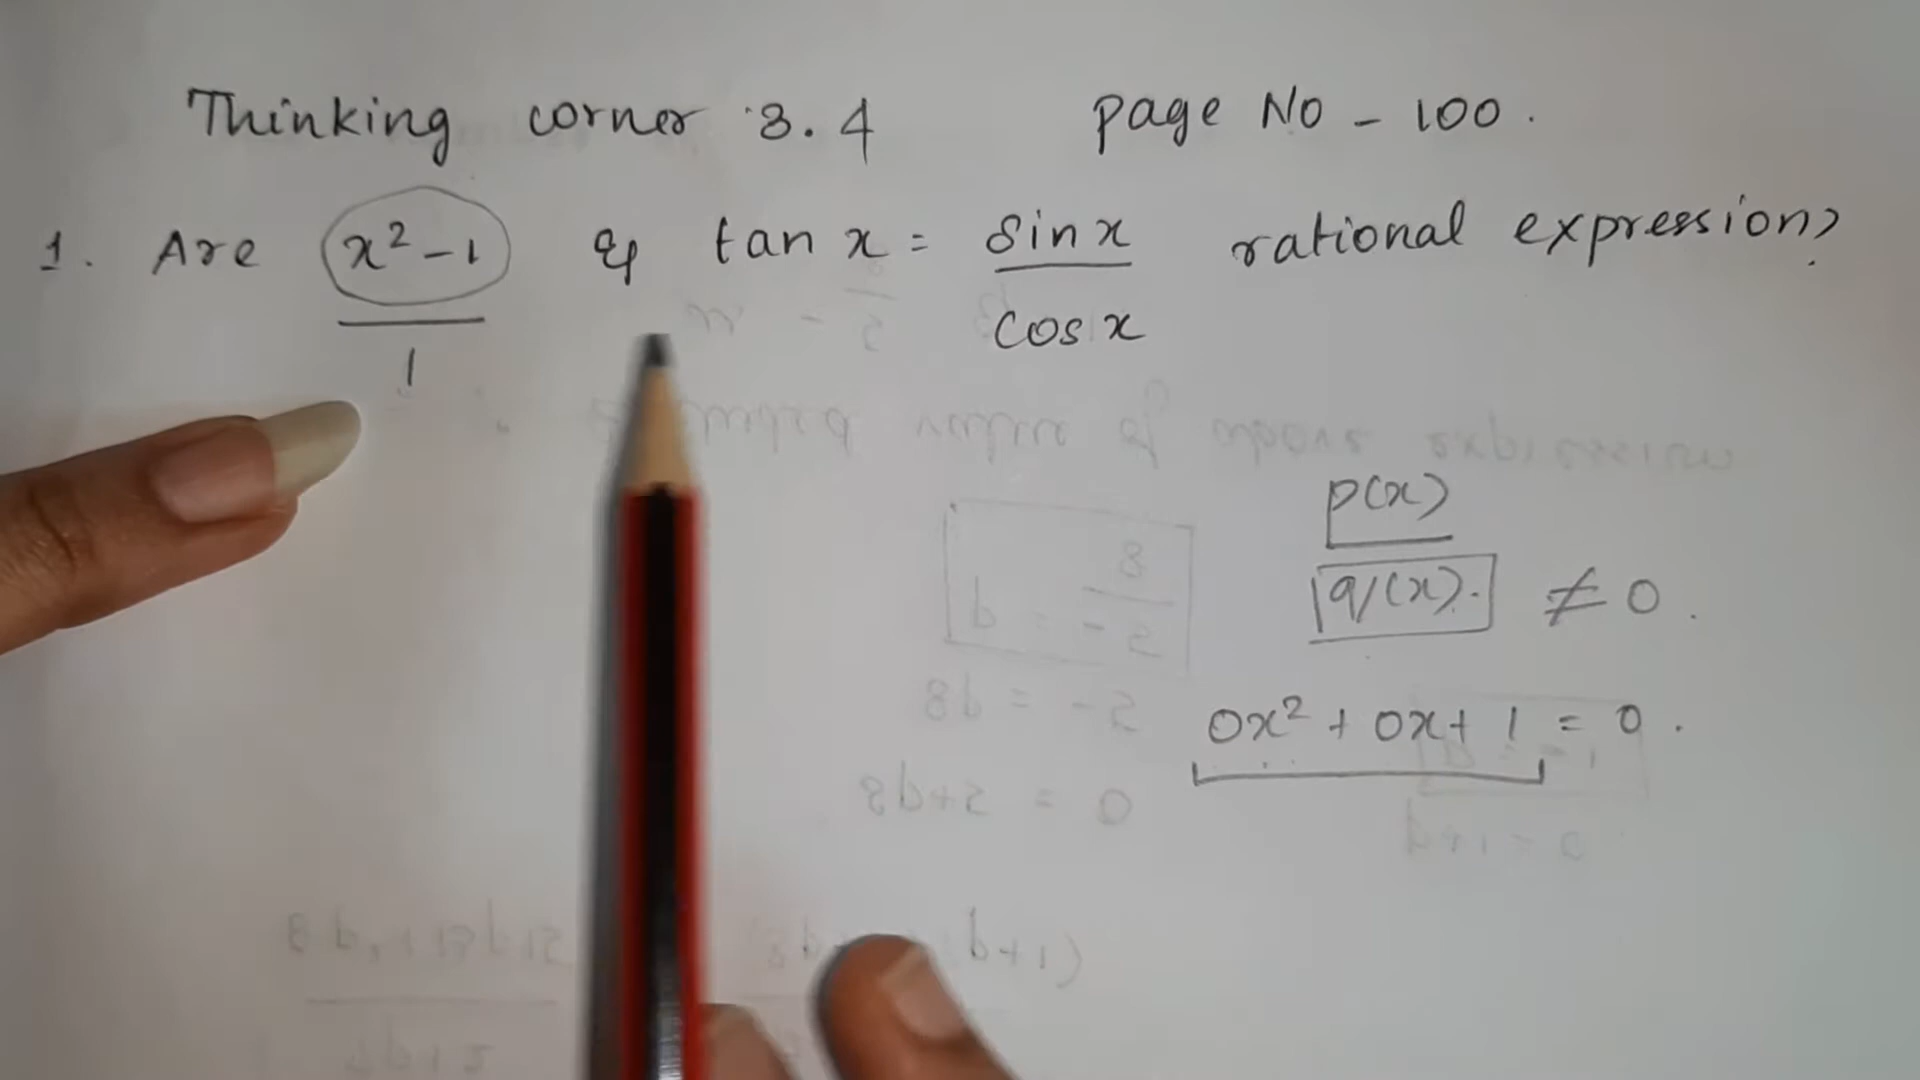 Thinking corner 3.4 page No - 100.
1. Are x² - 1 & tan x = sin x rational expression?
1 cos x
p(x)
q(x). ≠ 0.
0x² + 0x + 1 = 0.